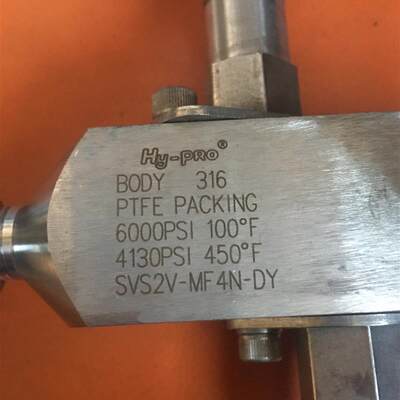 Hy-PRO®
BODY 316
PTFE PACKING
6000PSI 100°F
4130PSI 450°F
SVS2V-MF4N-DY